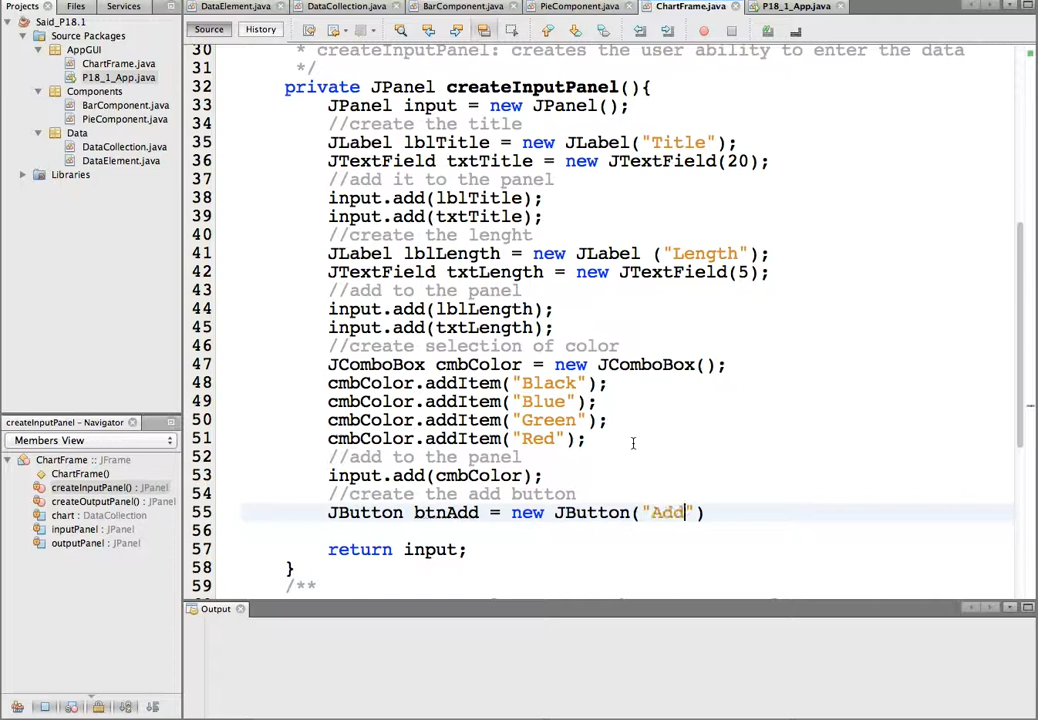 Projects Files Services DataElement.java DataCollection.java BarComponent.java PieComponent.java ChartFrame.java P18_1_App.java
Source History
Said_P18.1
Source Packages
AppGUI
ChartFrame.java
P18_1_App.java
Components
BarComponent.java
PieComponent.java
Data
DataCollection.java
DataElement.java
Libraries
createInputPanel - Navigator
Members View
ChartFrame :: JFrame
ChartFrame()
createInputPanel() : JPanel
createOutputPanel() : JPanel
chart : DataCollection
inputPanel : JPanel
outputPanel : JPanel
30 * createInputPanel: creates the user ability to enter the data
31 */
32 private JPanel createInputPanel(){
33 JPanel input = new JPanel();
34 //create the title
35 JLabel lblTitle = new JLabel("Title");
36 JTextField txtTitle = new JTextField(20);
37 //add it to the panel
38 input.add(lblTitle);
39 input.add(txtTitle);
40 //create the lenght
41 JLabel lblLength = new JLabel ("Length");
42 JTextField txtLength = new JTextField(5);
43 //add to the panel
44 input.add(lblLength);
45 input.add(txtLength);
46 //create selection of color
47 JComboBox cmbColor = new JComboBox();
48 cmbColor.addItem("Black");
49 cmbColor.addItem("Blue");
50 cmbColor.addItem("Green");
51 cmbColor.addItem("Red");
52 //add to the panel
53 input.add(cmbColor);
54 //create the add button
55 JButton btnAdd = new JButton("Add")
56
57 return input;
58 }
59 /**
Output